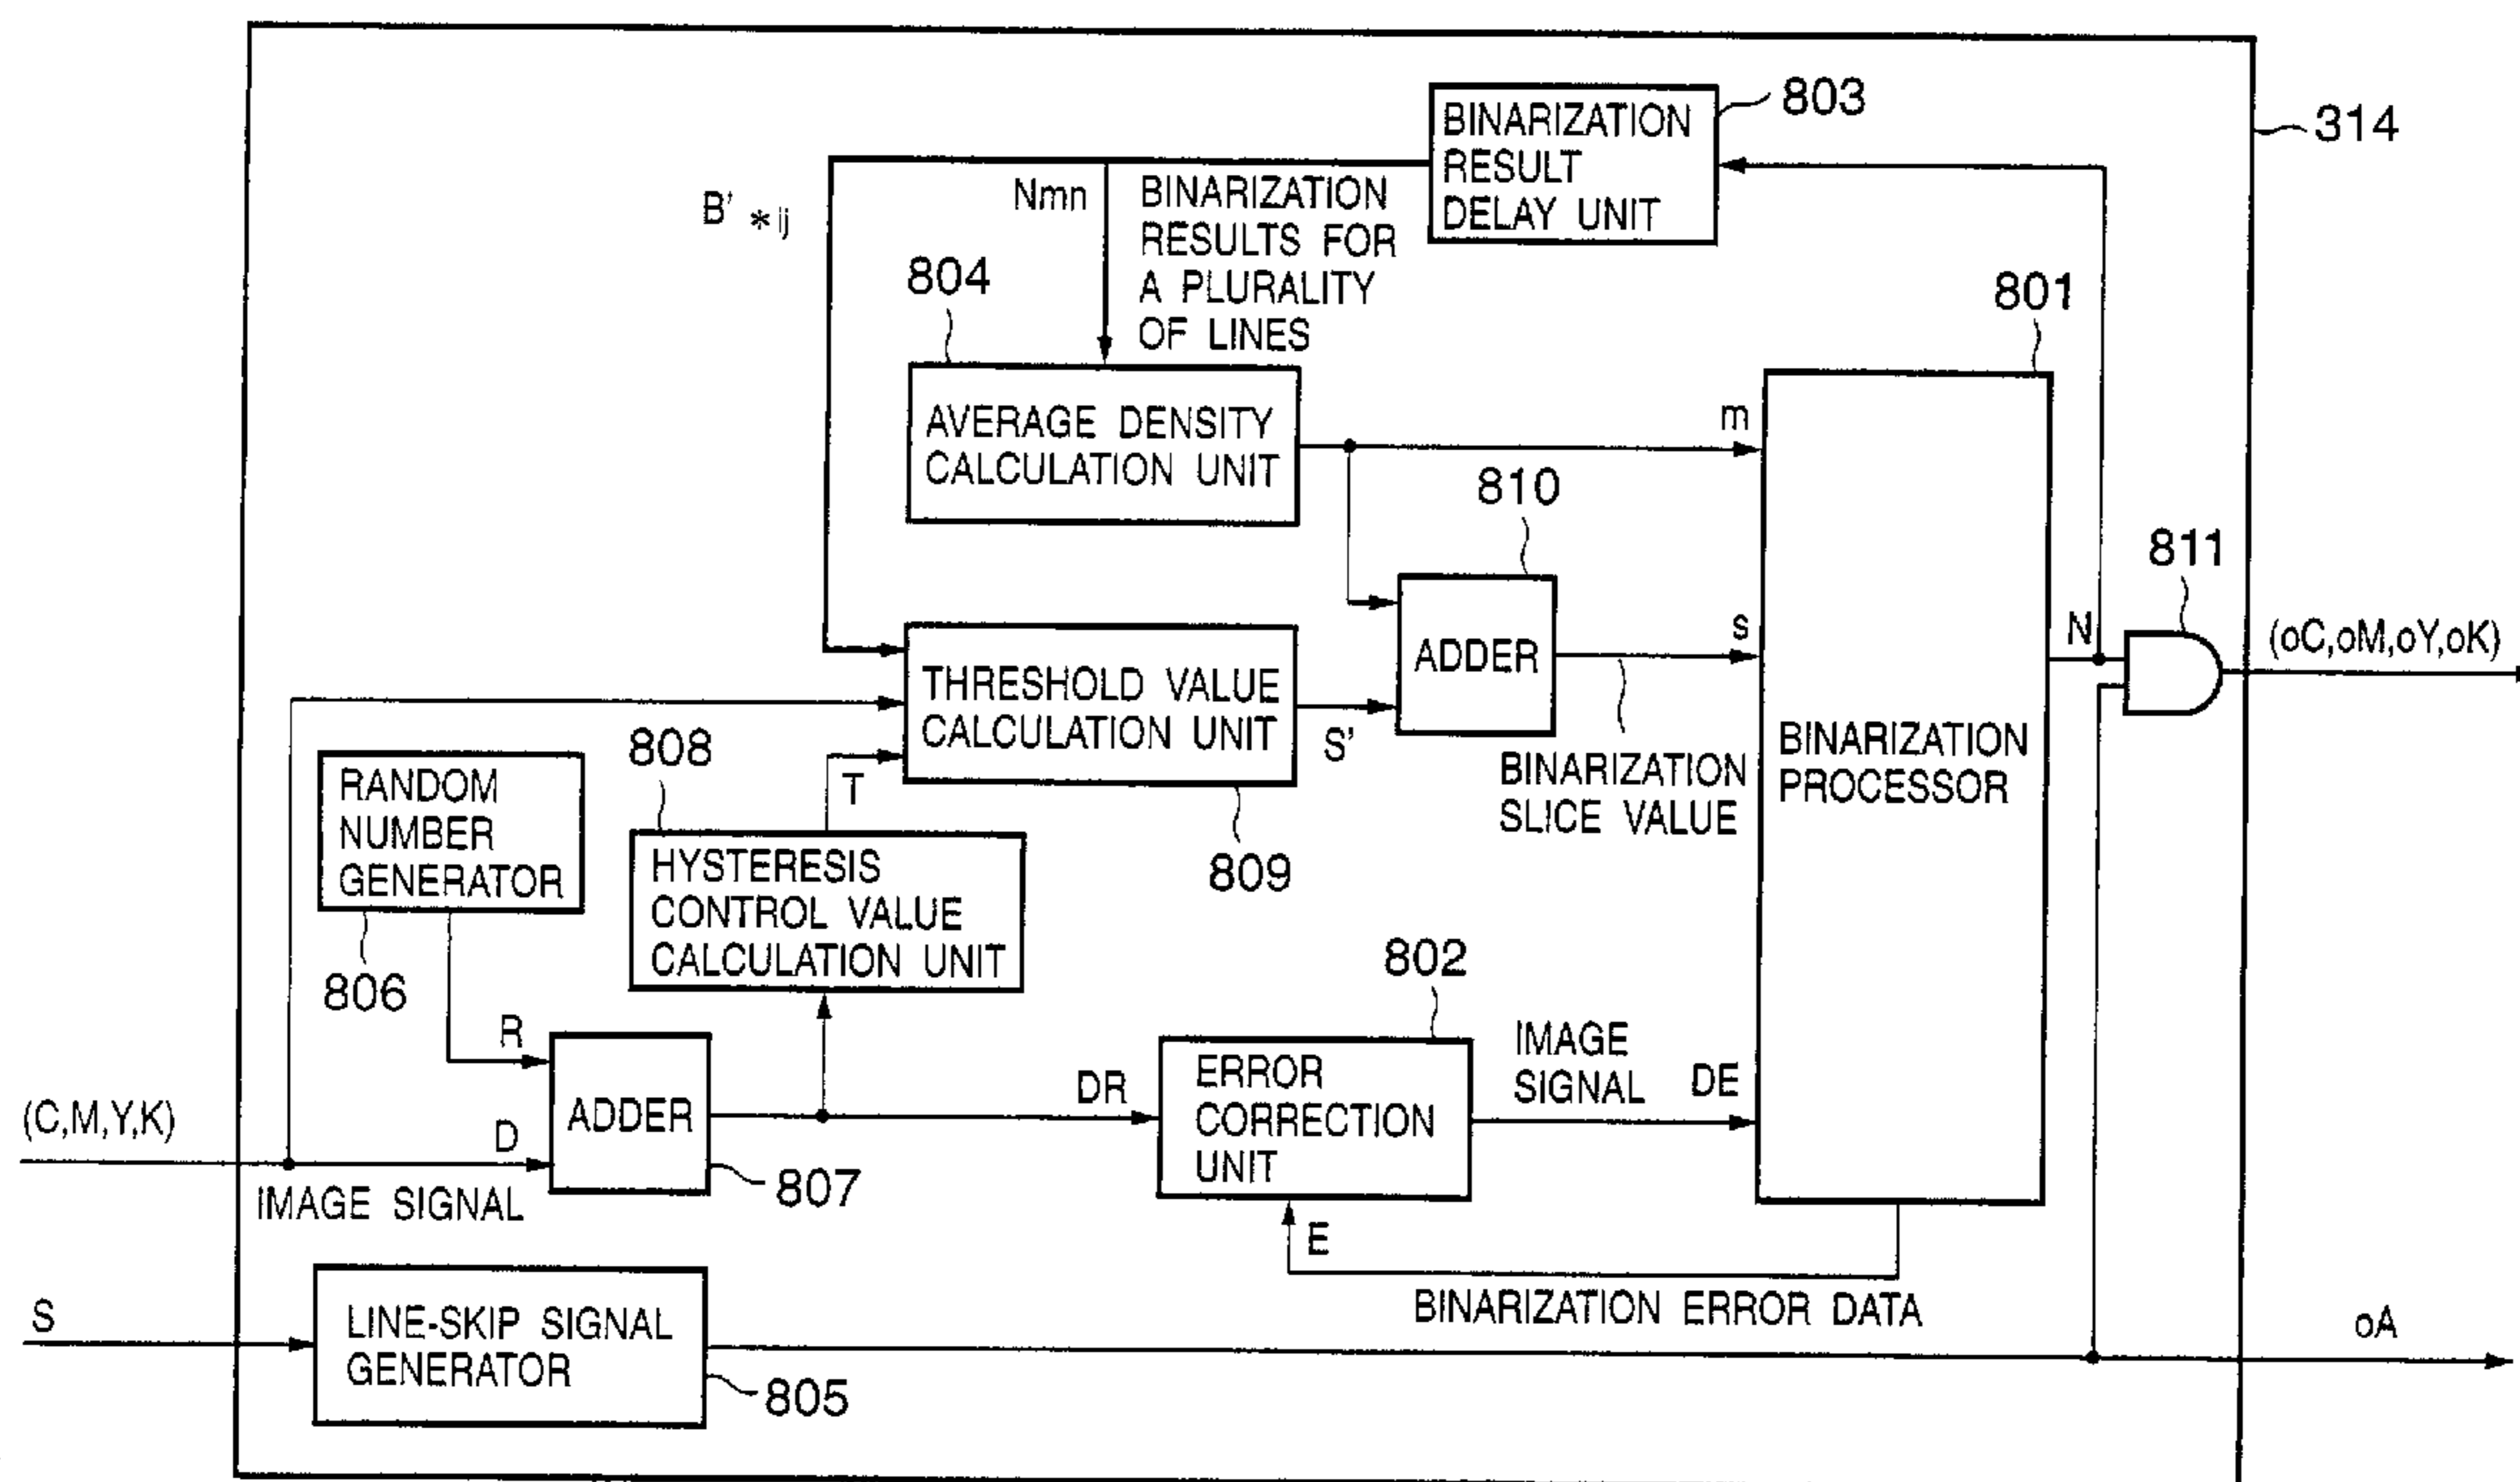 BINARIZATION
RESULT
DELAY UNIT
803
314
B' *ij
Nmn
BINARIZATION
RESULTS FOR
A PLURALITY
OF LINES
804
801
AVERAGE DENSITY
CALCULATION UNIT
m
810
811
ADDER
s
N
(oC,oM,oY,oK)
THRESHOLD VALUE
CALCULATION UNIT
S'
808
T
809
BINARIZATION
SLICE VALUE
BINARIZATION
PROCESSOR
RANDOM
NUMBER
GENERATOR
806
HYSTERESIS
CONTROL VALUE
CALCULATION UNIT
802
R
(C,M,Y,K)
D
ADDER
DR
ERROR
CORRECTION
UNIT
IMAGE
SIGNAL
DE
IMAGE SIGNAL
807
E
BINARIZATION ERROR DATA
S
LINE-SKIP SIGNAL
GENERATOR
805
oA